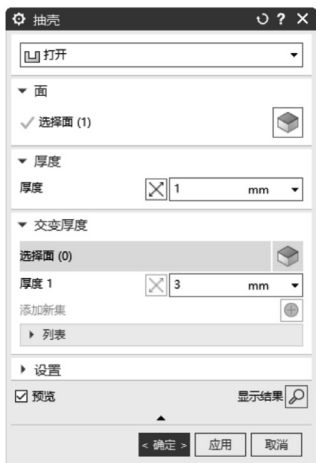 抽壳
打开
面
选择面 (1)
厚度
厚度 1 mm
交变厚度
选择面 (0)
厚度 1 3 mm
添加新集
列表
设置
预览 显示结果
< 确定 > 应用 取消